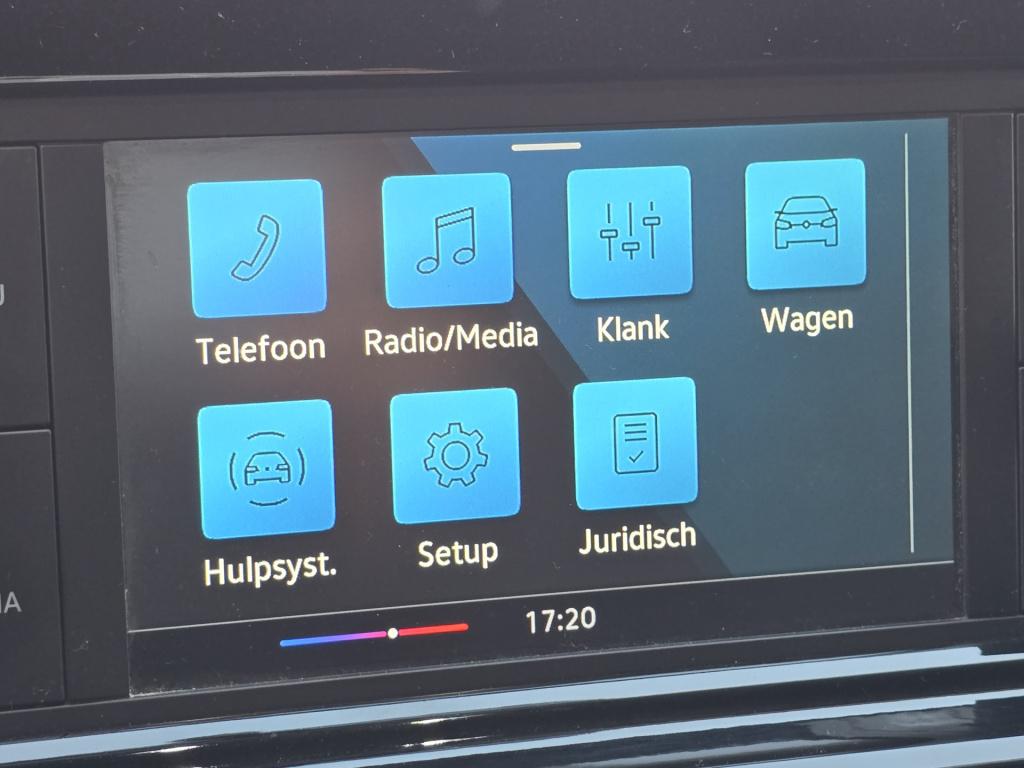 Telefoon
Radio/Media
Klank
Wagen
Hulpsyst.
Setup
Juridisch
17:20